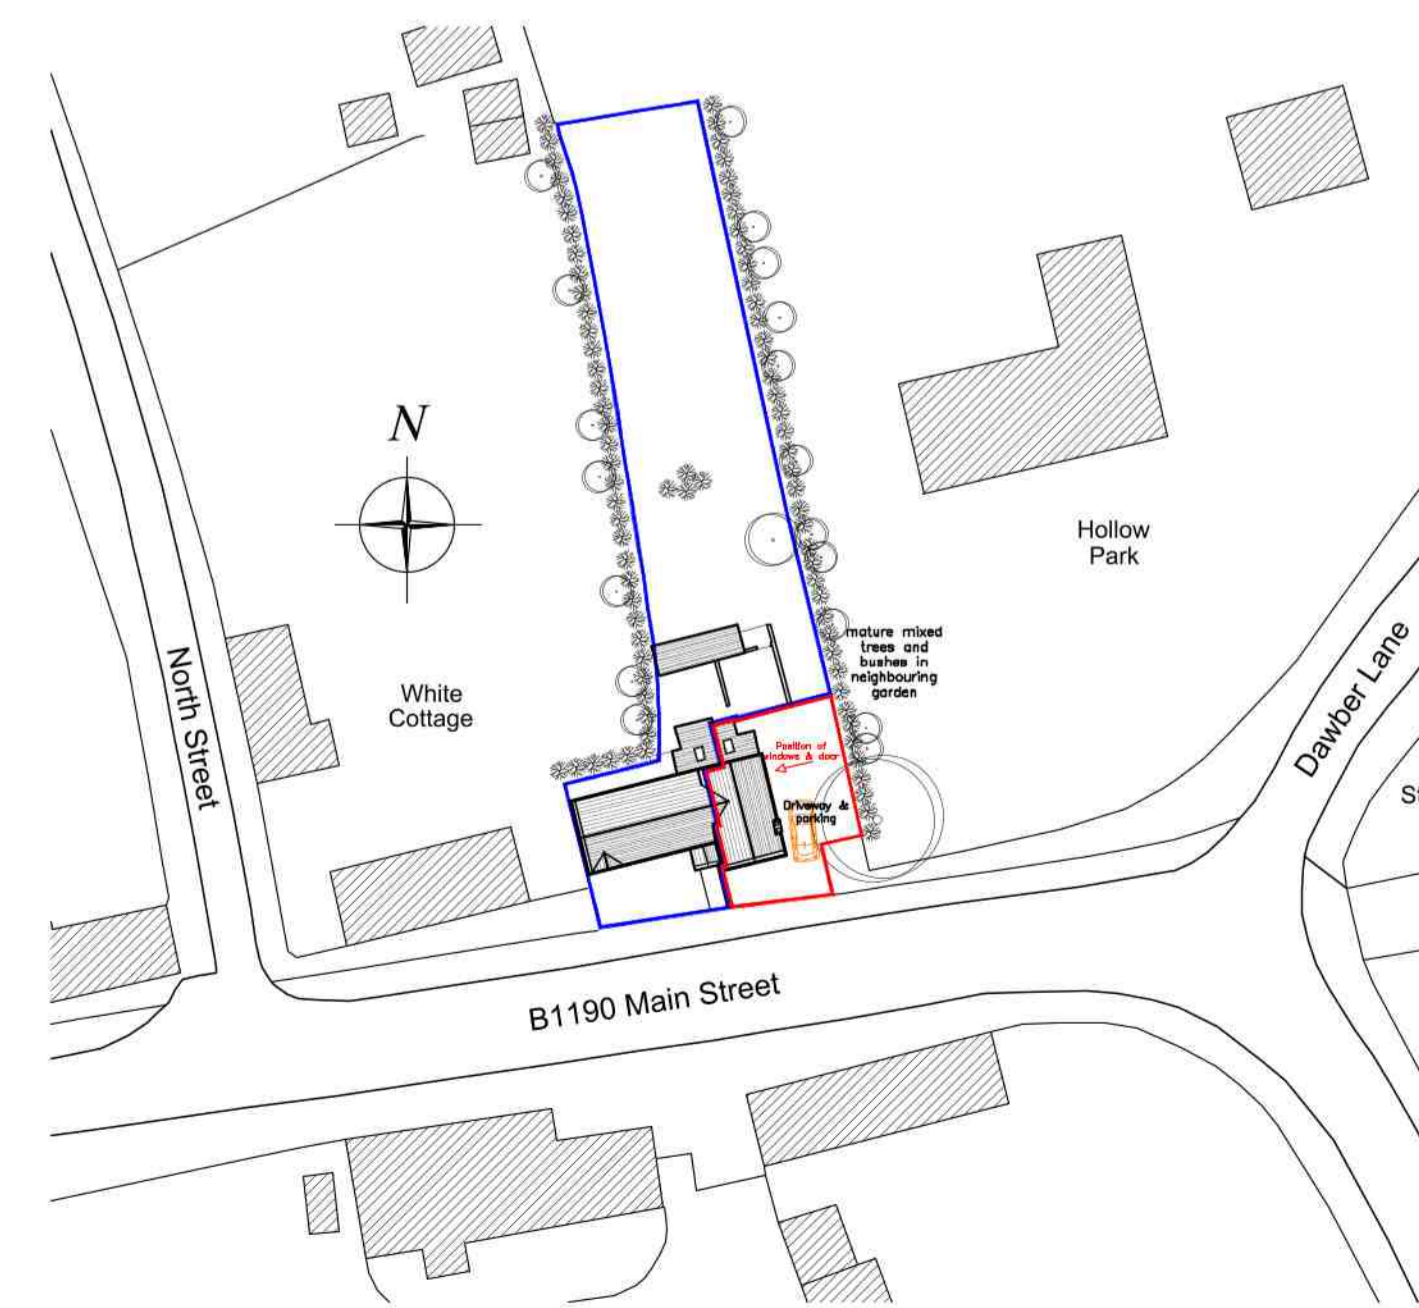 N
mature mixed
trees and
bushes in
neighbouring
garden
Hollow
Park
White
Cottage
North Street
Dawber Lane
Position of
windows & door
Driveway &
parking
St
B1190 Main Street